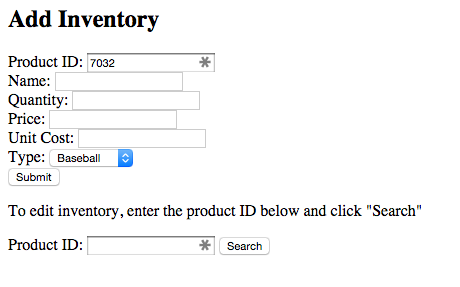 Add Inventory
Product ID: 7032
Name:
Quantity:
Price:
Unit Cost:
Type: Baseball
Submit
To edit inventory, enter the product ID below and click "Search"
Product ID: Search